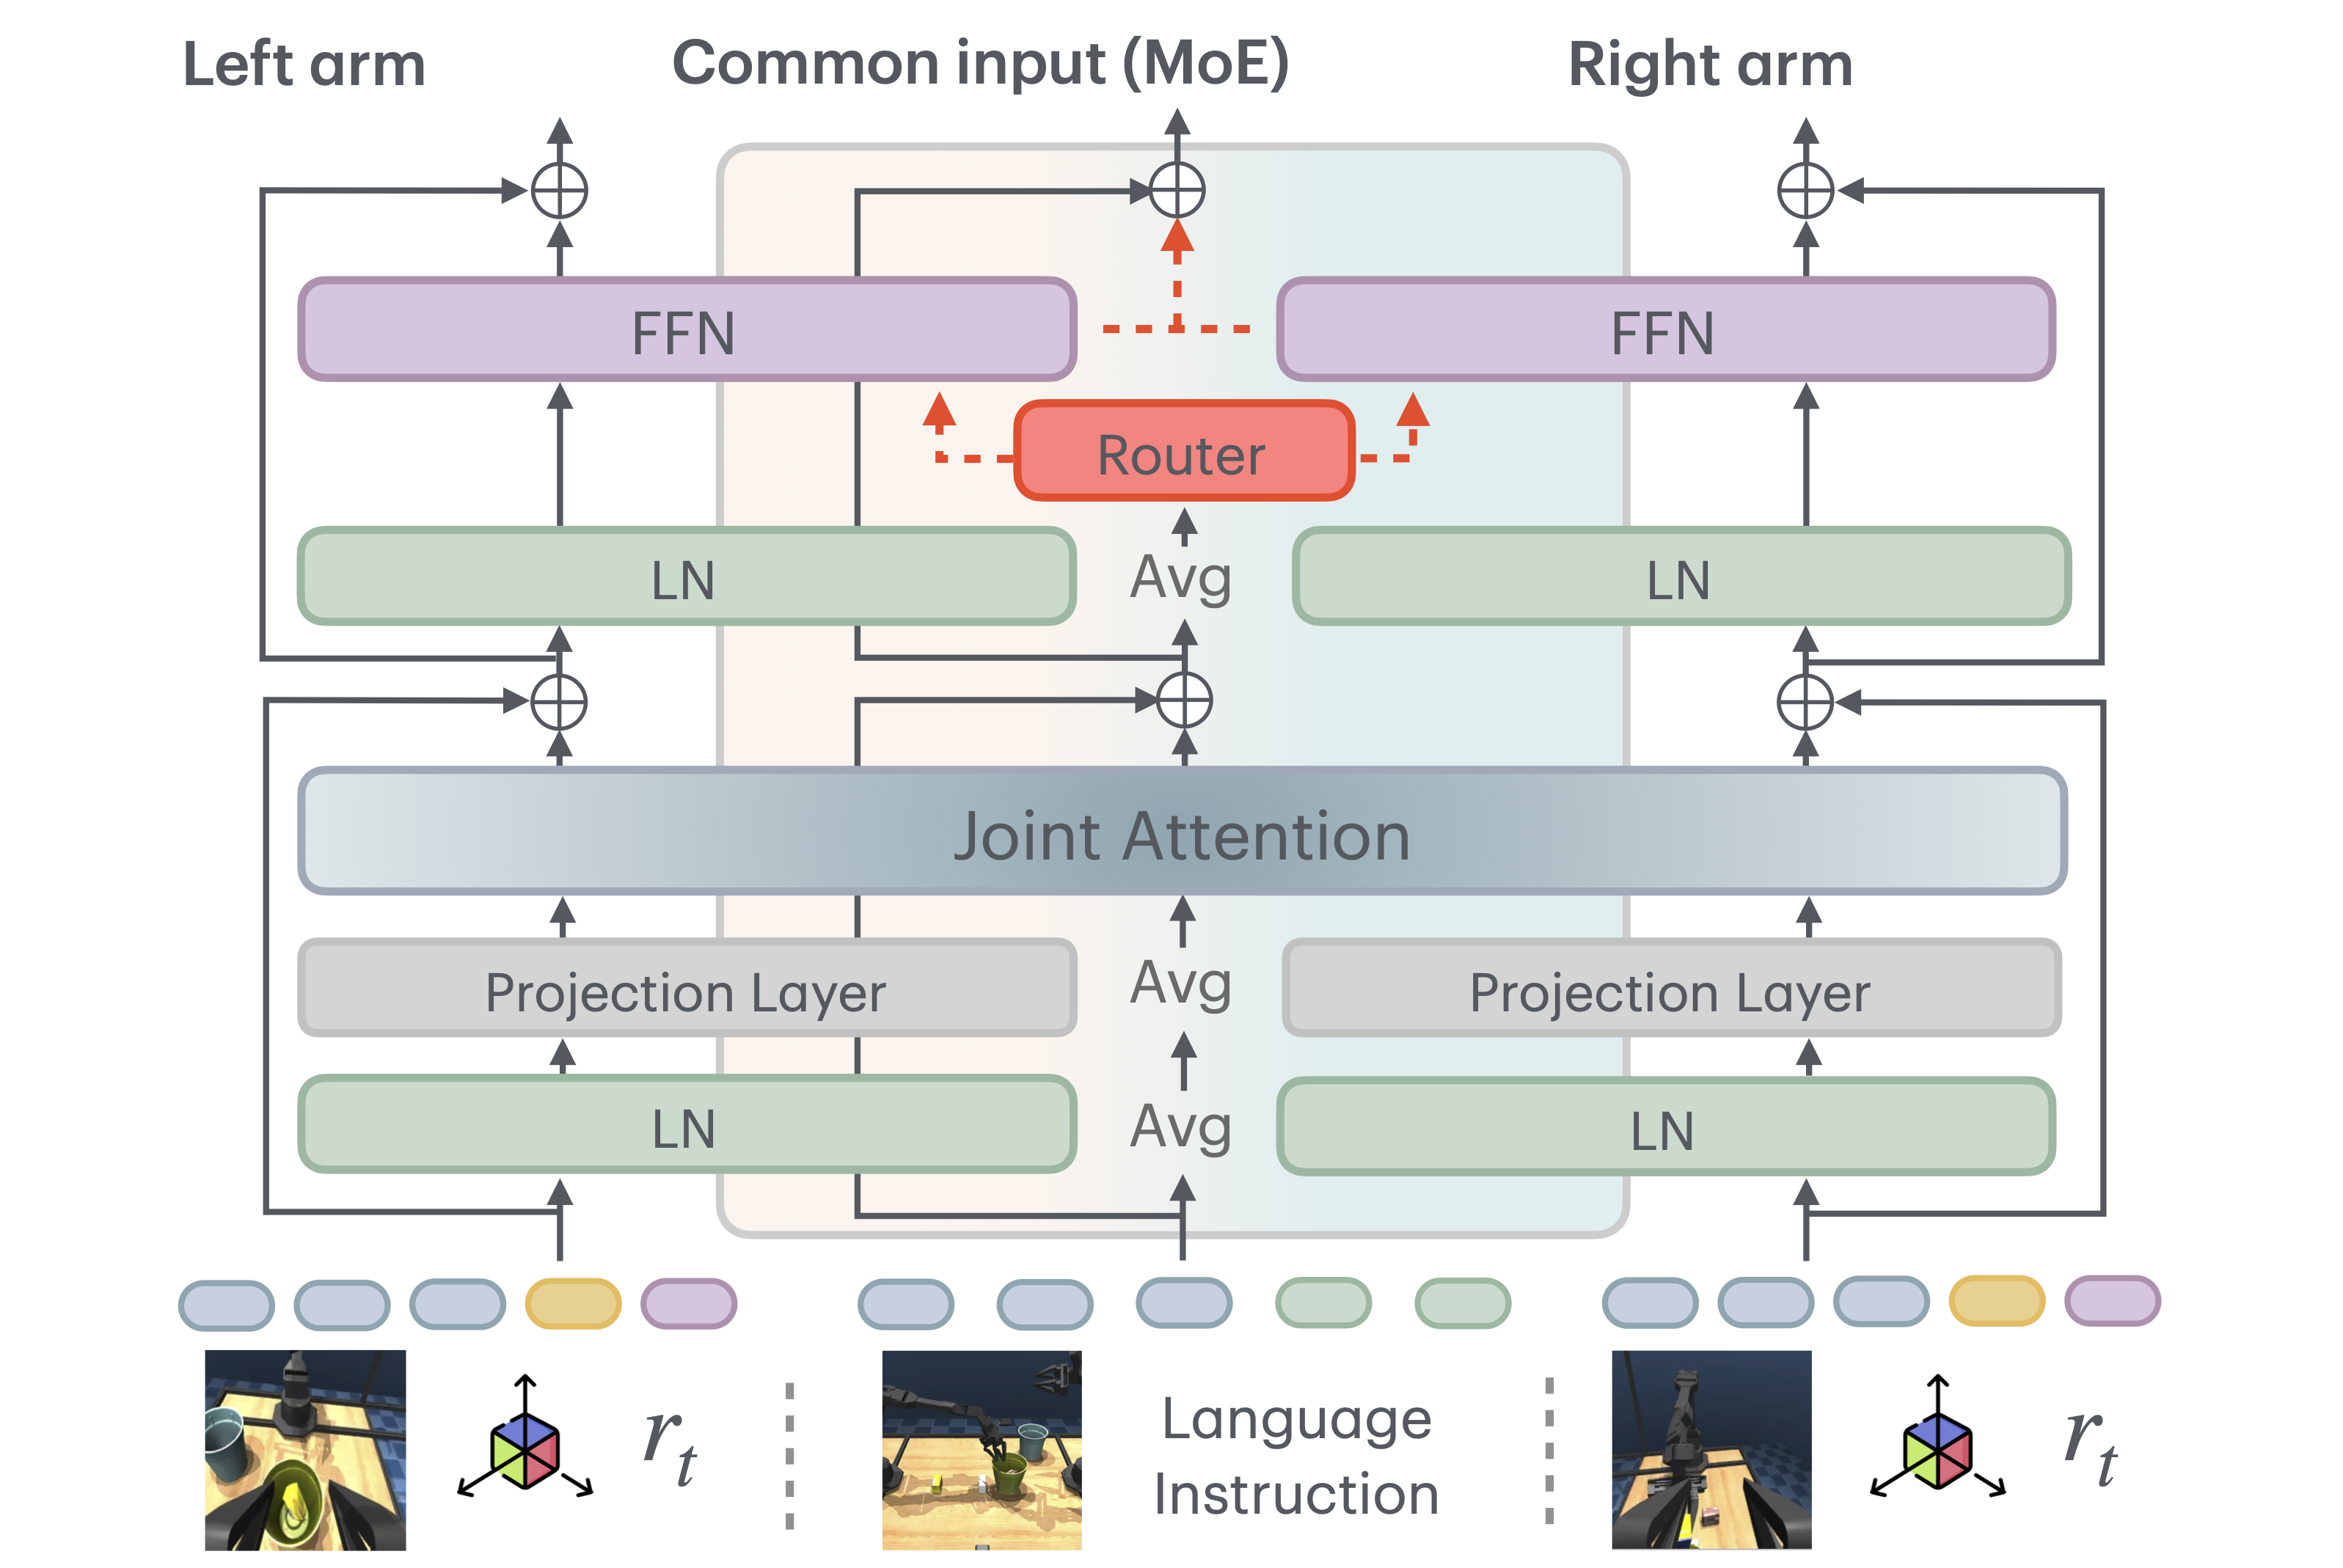 Left arm
Common input (MoE)
Right arm
FFN
FFN
Router
LN
Avg
LN
Joint Attention
Projection Layer
Avg
Projection Layer
LN
Avg
LN
r_t
Language
Instruction
r_t